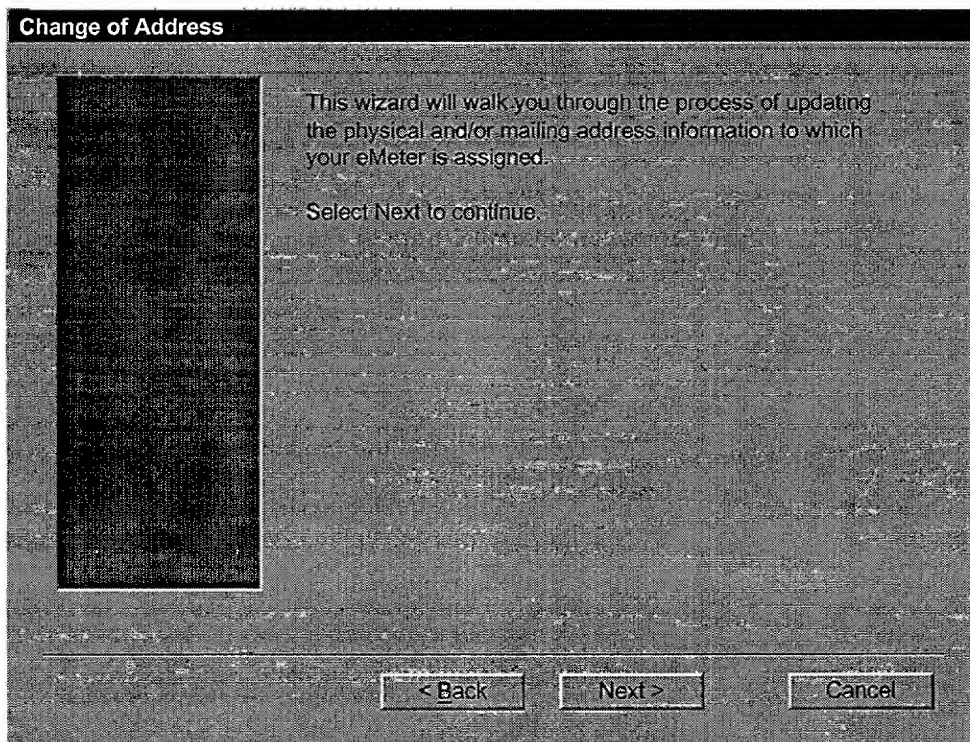 Change of Address
This wizard will walk you through the process of updating
the physical and/or mailing address information to which
your eMeter is assigned.
Select Next to continue.
< Back
Next >
Cancel